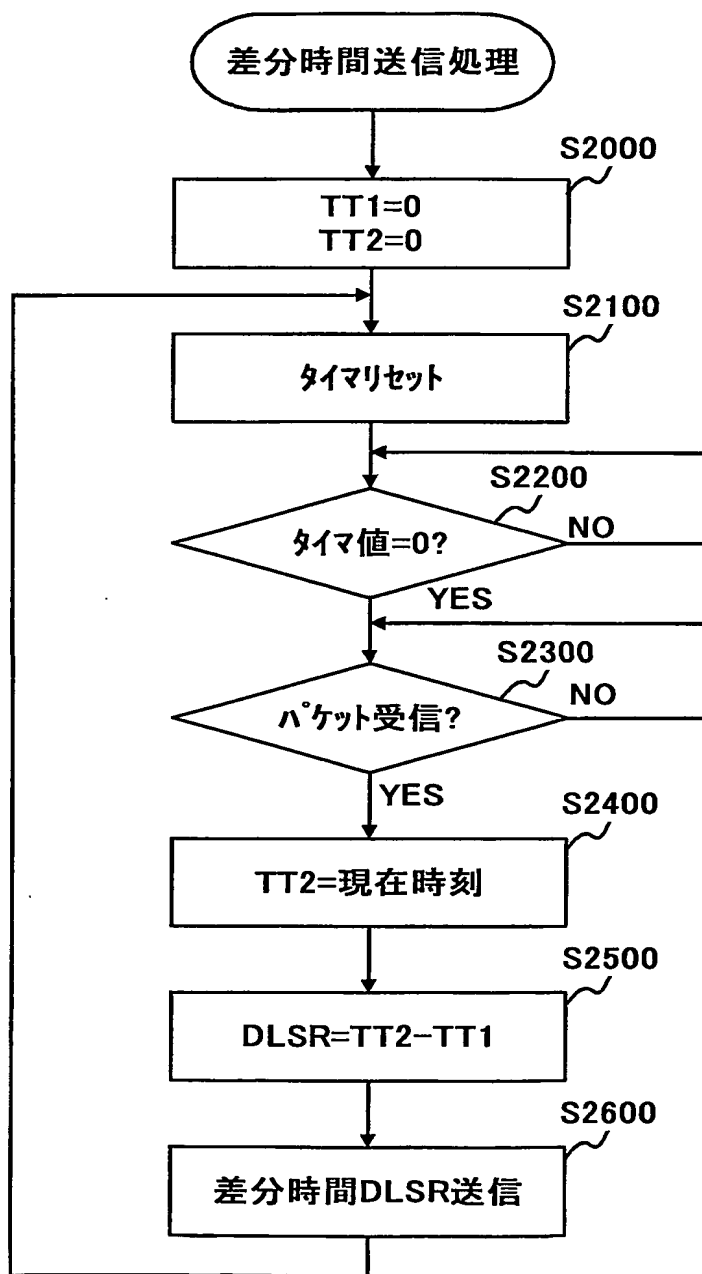 差分時間送信処理
S2000
TT1=0
TT2=0
S2100
タイマリセット
S2200
タイマ値=0?
NO
YES
S2300
パケット受信?
NO
YES
S2400
TT2=現在時刻
S2500
DLSR=TT2-TT1
S2600
差分時間DLSR送信